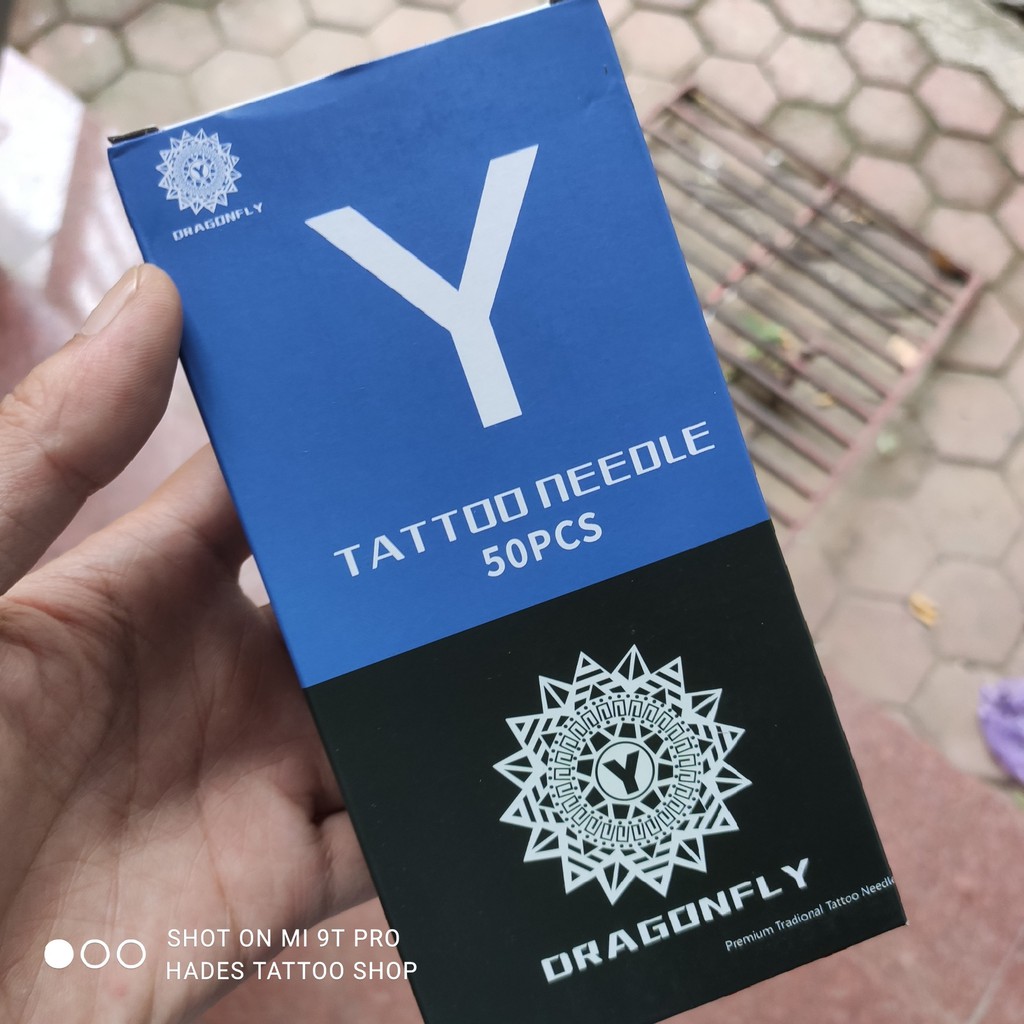 Y
DRAGONFLY
Y
TATTOO NEEDLE
50PCS
Y
DRAGONFLY
Premium Tradional Tattoo Needle
SHOT ON MI 9T PRO
HADES TATTOO SHOP